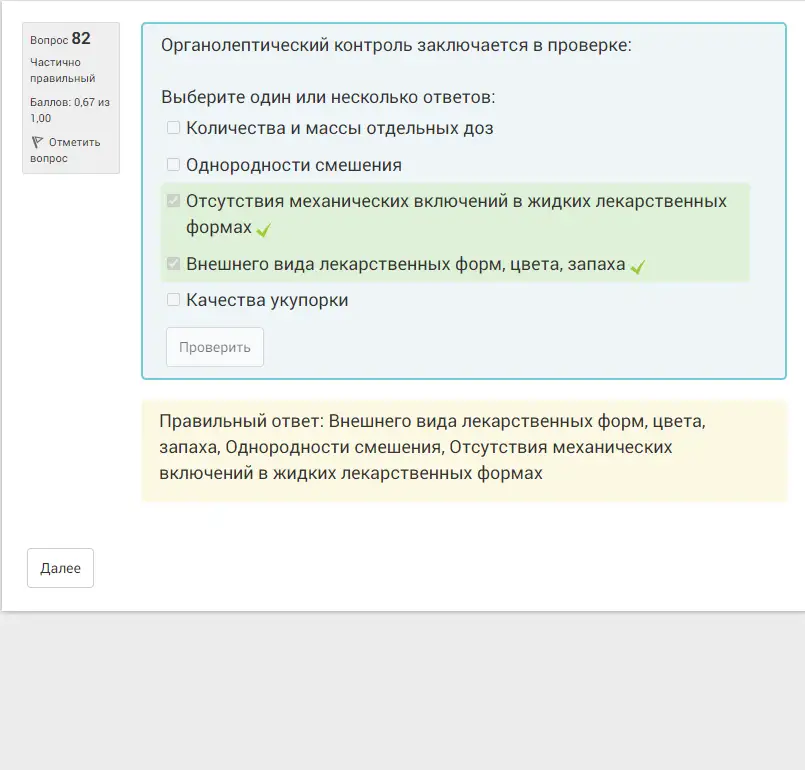 Вопрос 82
Частично
правильный
Баллов: 0,67 из
1,00
Отметить
вопрос
Органолептический контроль заключается в проверке:
Выберите один или несколько ответов:
Количества и массы отдельных доз
Однородности смешения
Отсутствия механических включений в жидких лекарственных
формах
Внешнего вида лекарственных форм, цвета, запаха
Качества укупорки
Проверить
Правильный ответ: Внешнего вида лекарственных форм, цвета,
запаха, Однородности смешения, Отсутствия механических
включений в жидких лекарственных формах
Далее